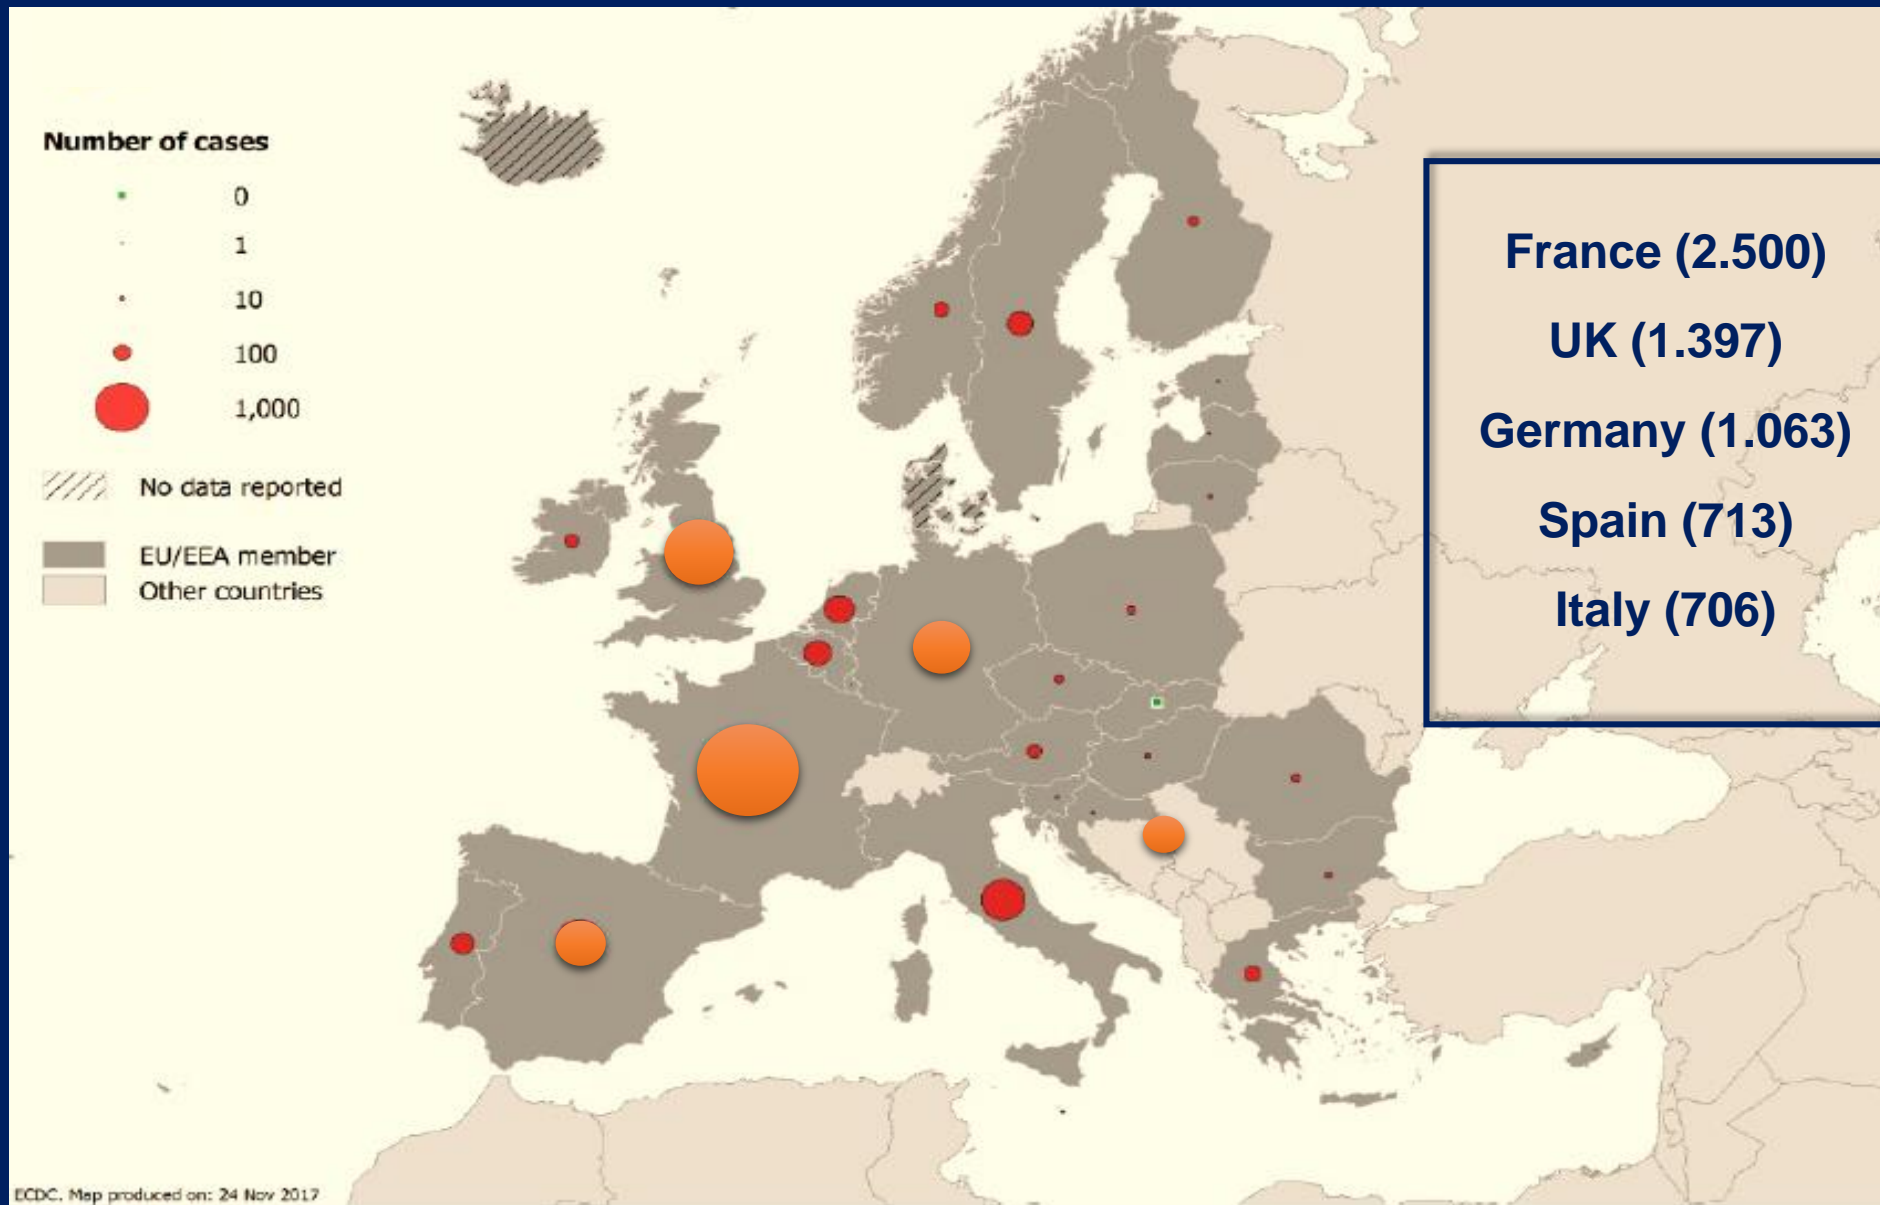 Number of cases
0
1
10
100
1,000
No data reported
EU/EEA member
Other countries
France (2.500)
UK (1.397)
Germany (1.063)
Spain (713)
Italy (706)
ECDC. Map produced on: 24 Nov 2017